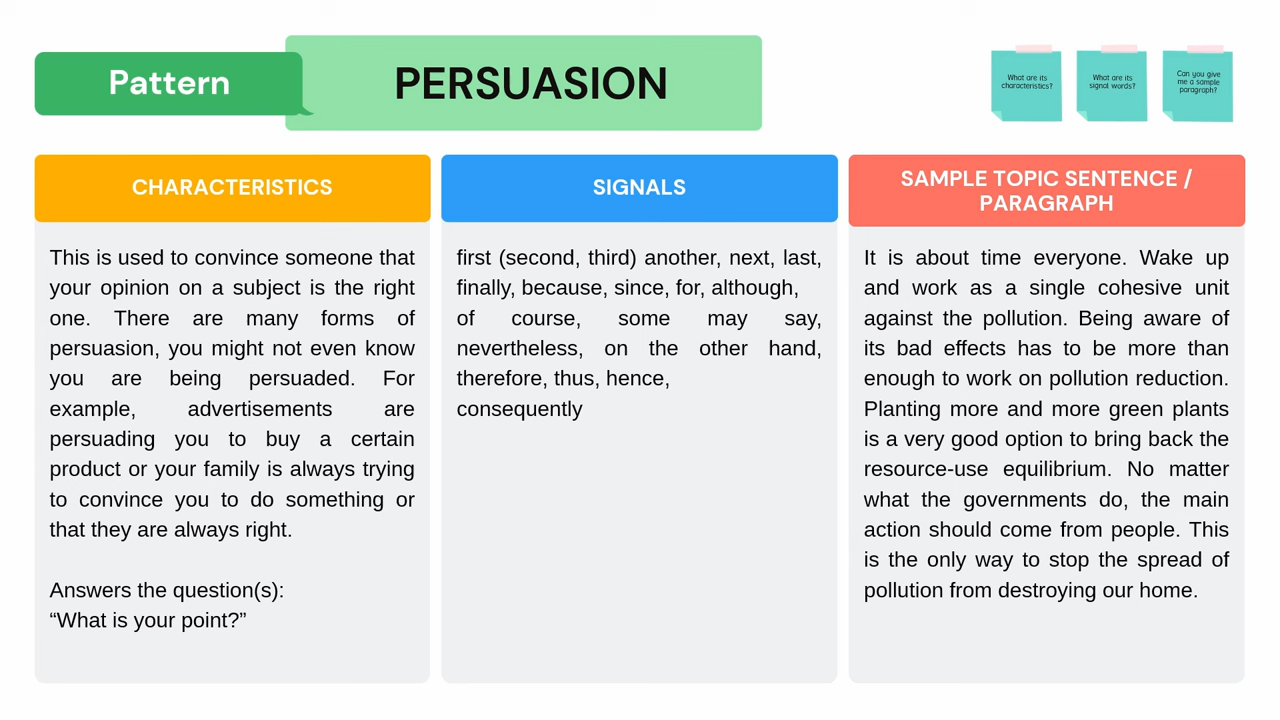 Pattern
PERSUASION
What are its
characteristics?
What are its
signal words?
Can you give
me a sample
paragraph?
CHARACTERISTICS
This is used to convince someone that
your opinion on a subject is the right
one. There are many forms of
persuasion, you might not even know
you are being persuaded. For
example, advertisements are
persuading you to buy a certain
product or your family is always trying
to convince you to do something or
that they are always right.
Answers the question(s):
“What is your point?”
SIGNALS
first (second, third) another, next, last,
finally, because, since, for, although,
of course, some may say,
nevertheless, on the other hand,
therefore, thus, hence,
consequently
SAMPLE TOPIC SENTENCE /
PARAGRAPH
It is about time everyone. Wake up
and work as a single cohesive unit
against the pollution. Being aware of
its bad effects has to be more than
enough to work on pollution reduction.
Planting more and more green plants
is a very good option to bring back the
resource-use equilibrium. No matter
what the governments do, the main
action should come from people. This
is the only way to stop the spread of
pollution from destroying our home.